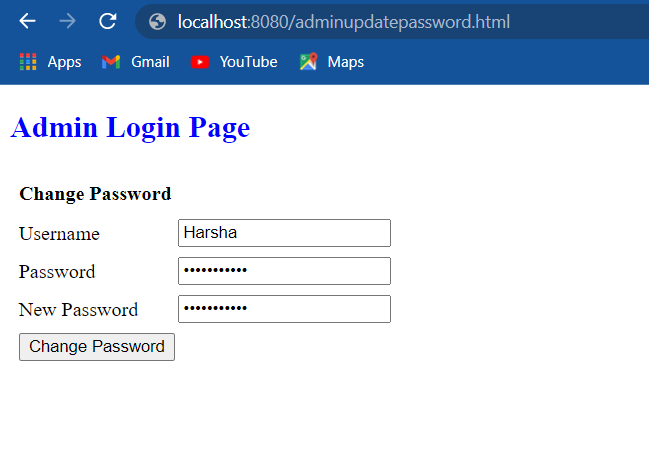 localhost:8080/adminupdatepassword.html
Apps Gmail YouTube Maps
Admin Login Page
Change Password
Username Harsha
Password •••••••••••
New Password •••••••••••
Change Password